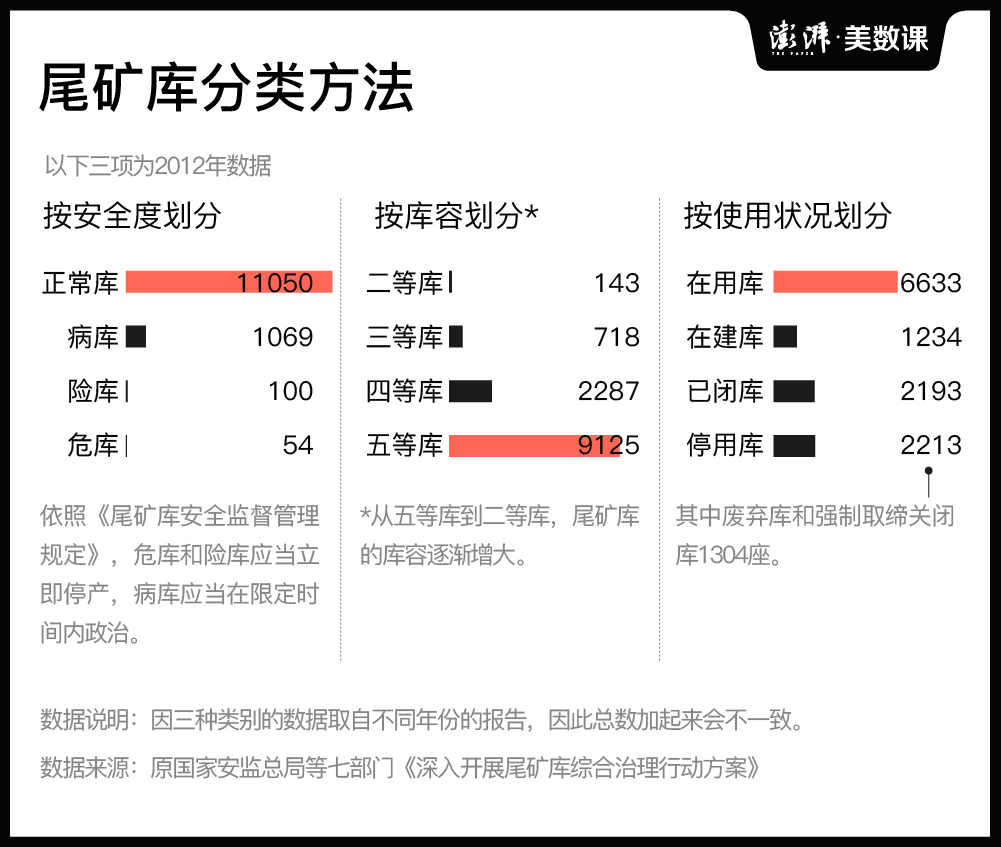 澎湃·美数课
THE PAPER
尾矿库分类方法
以下三项为2012年数据
按安全度划分
正常库 11050
病库 1069
险库 100
危库 54
依照《尾矿库安全监督管理
规定》，危库和险库应当立
即停产，病库应当在限定时
间内政治。
按库容划分*
二等库 143
三等库 718
四等库 2287
五等库 9125
*从五等库到二等库，尾矿库
的库容逐渐增大。
按使用状况划分
在用库 6633
在建库 1234
已闭库 2193
停用库 2213
其中废弃库和强制取缔关闭
库1304座。
数据说明：因三种类别的数据取自不同年份的报告，因此总数加起来会不一致。
数据来源：原国家安监总局等七部门《深入开展尾矿库综合治理行动方案》